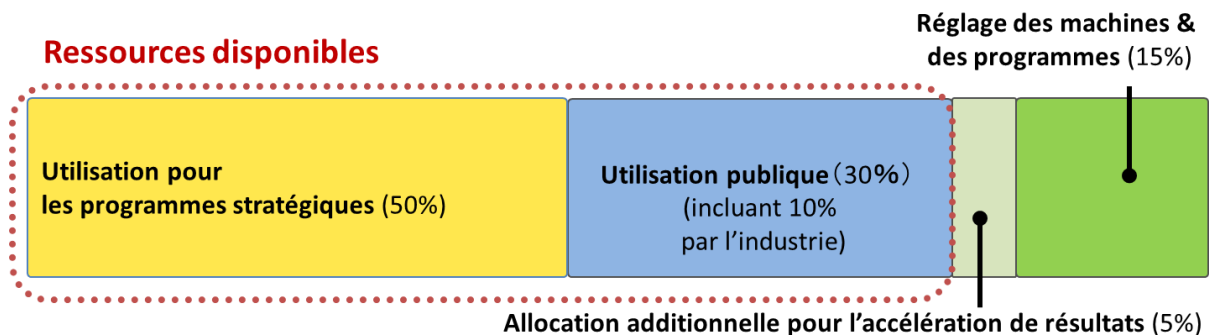 Ressources disponibles
Réglage des machines &
des programmes (15%)
Utilisation pour
les programmes stratégiques (50%)
Utilisation publique（30%）
(incluant 10%
par l’industrie)
Allocation additionnelle pour l’accélération de résultats (5%)